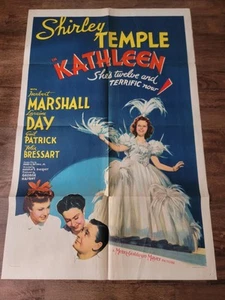 Shirley
TEMPLE
in
KATHLEEN
She's twelve and
TERRIFIC now!
with
Herbert
MARSHALL
Laraine
DAY
Gail
PATRICK
Felix
BRESSART
A Metro-Goldwyn-Mayer PICTURE